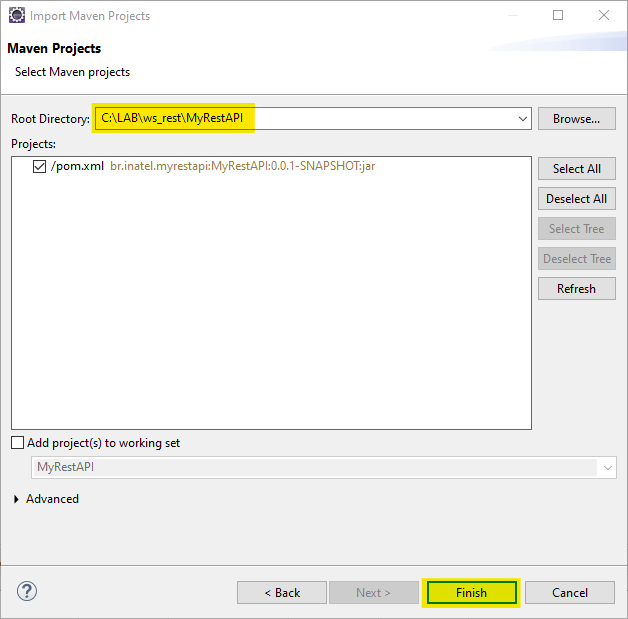 Import Maven Projects
Maven Projects
Select Maven projects
Root Directory: C:\LAB\ws_rest\MyRestAPI Browse...
Projects:
/pom.xml br.inatel.myrestapi:MyRestAPI:0.0.1-SNAPSHOT:jar
Select All
Deselect All
Select Tree
Deselect Tree
Refresh
Add project(s) to working set
MyRestAPI
Advanced
? < Back Next > Finish Cancel